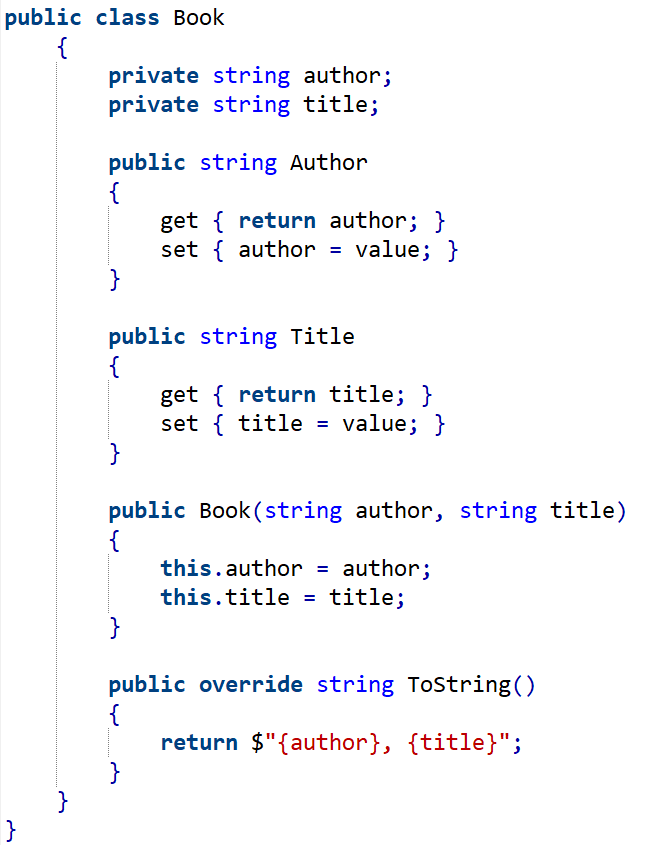 public class Book
{
private string author;
private string title;
public string Author
{
get { return author; }
set { author = value; }
}
public string Title
{
get { return title; }
set { title = value; }
}
public Book(string author, string title)
{
this.author = author;
this.title = title;
}
public override string ToString()
{
return $"{author}, {title}";
}
}
}